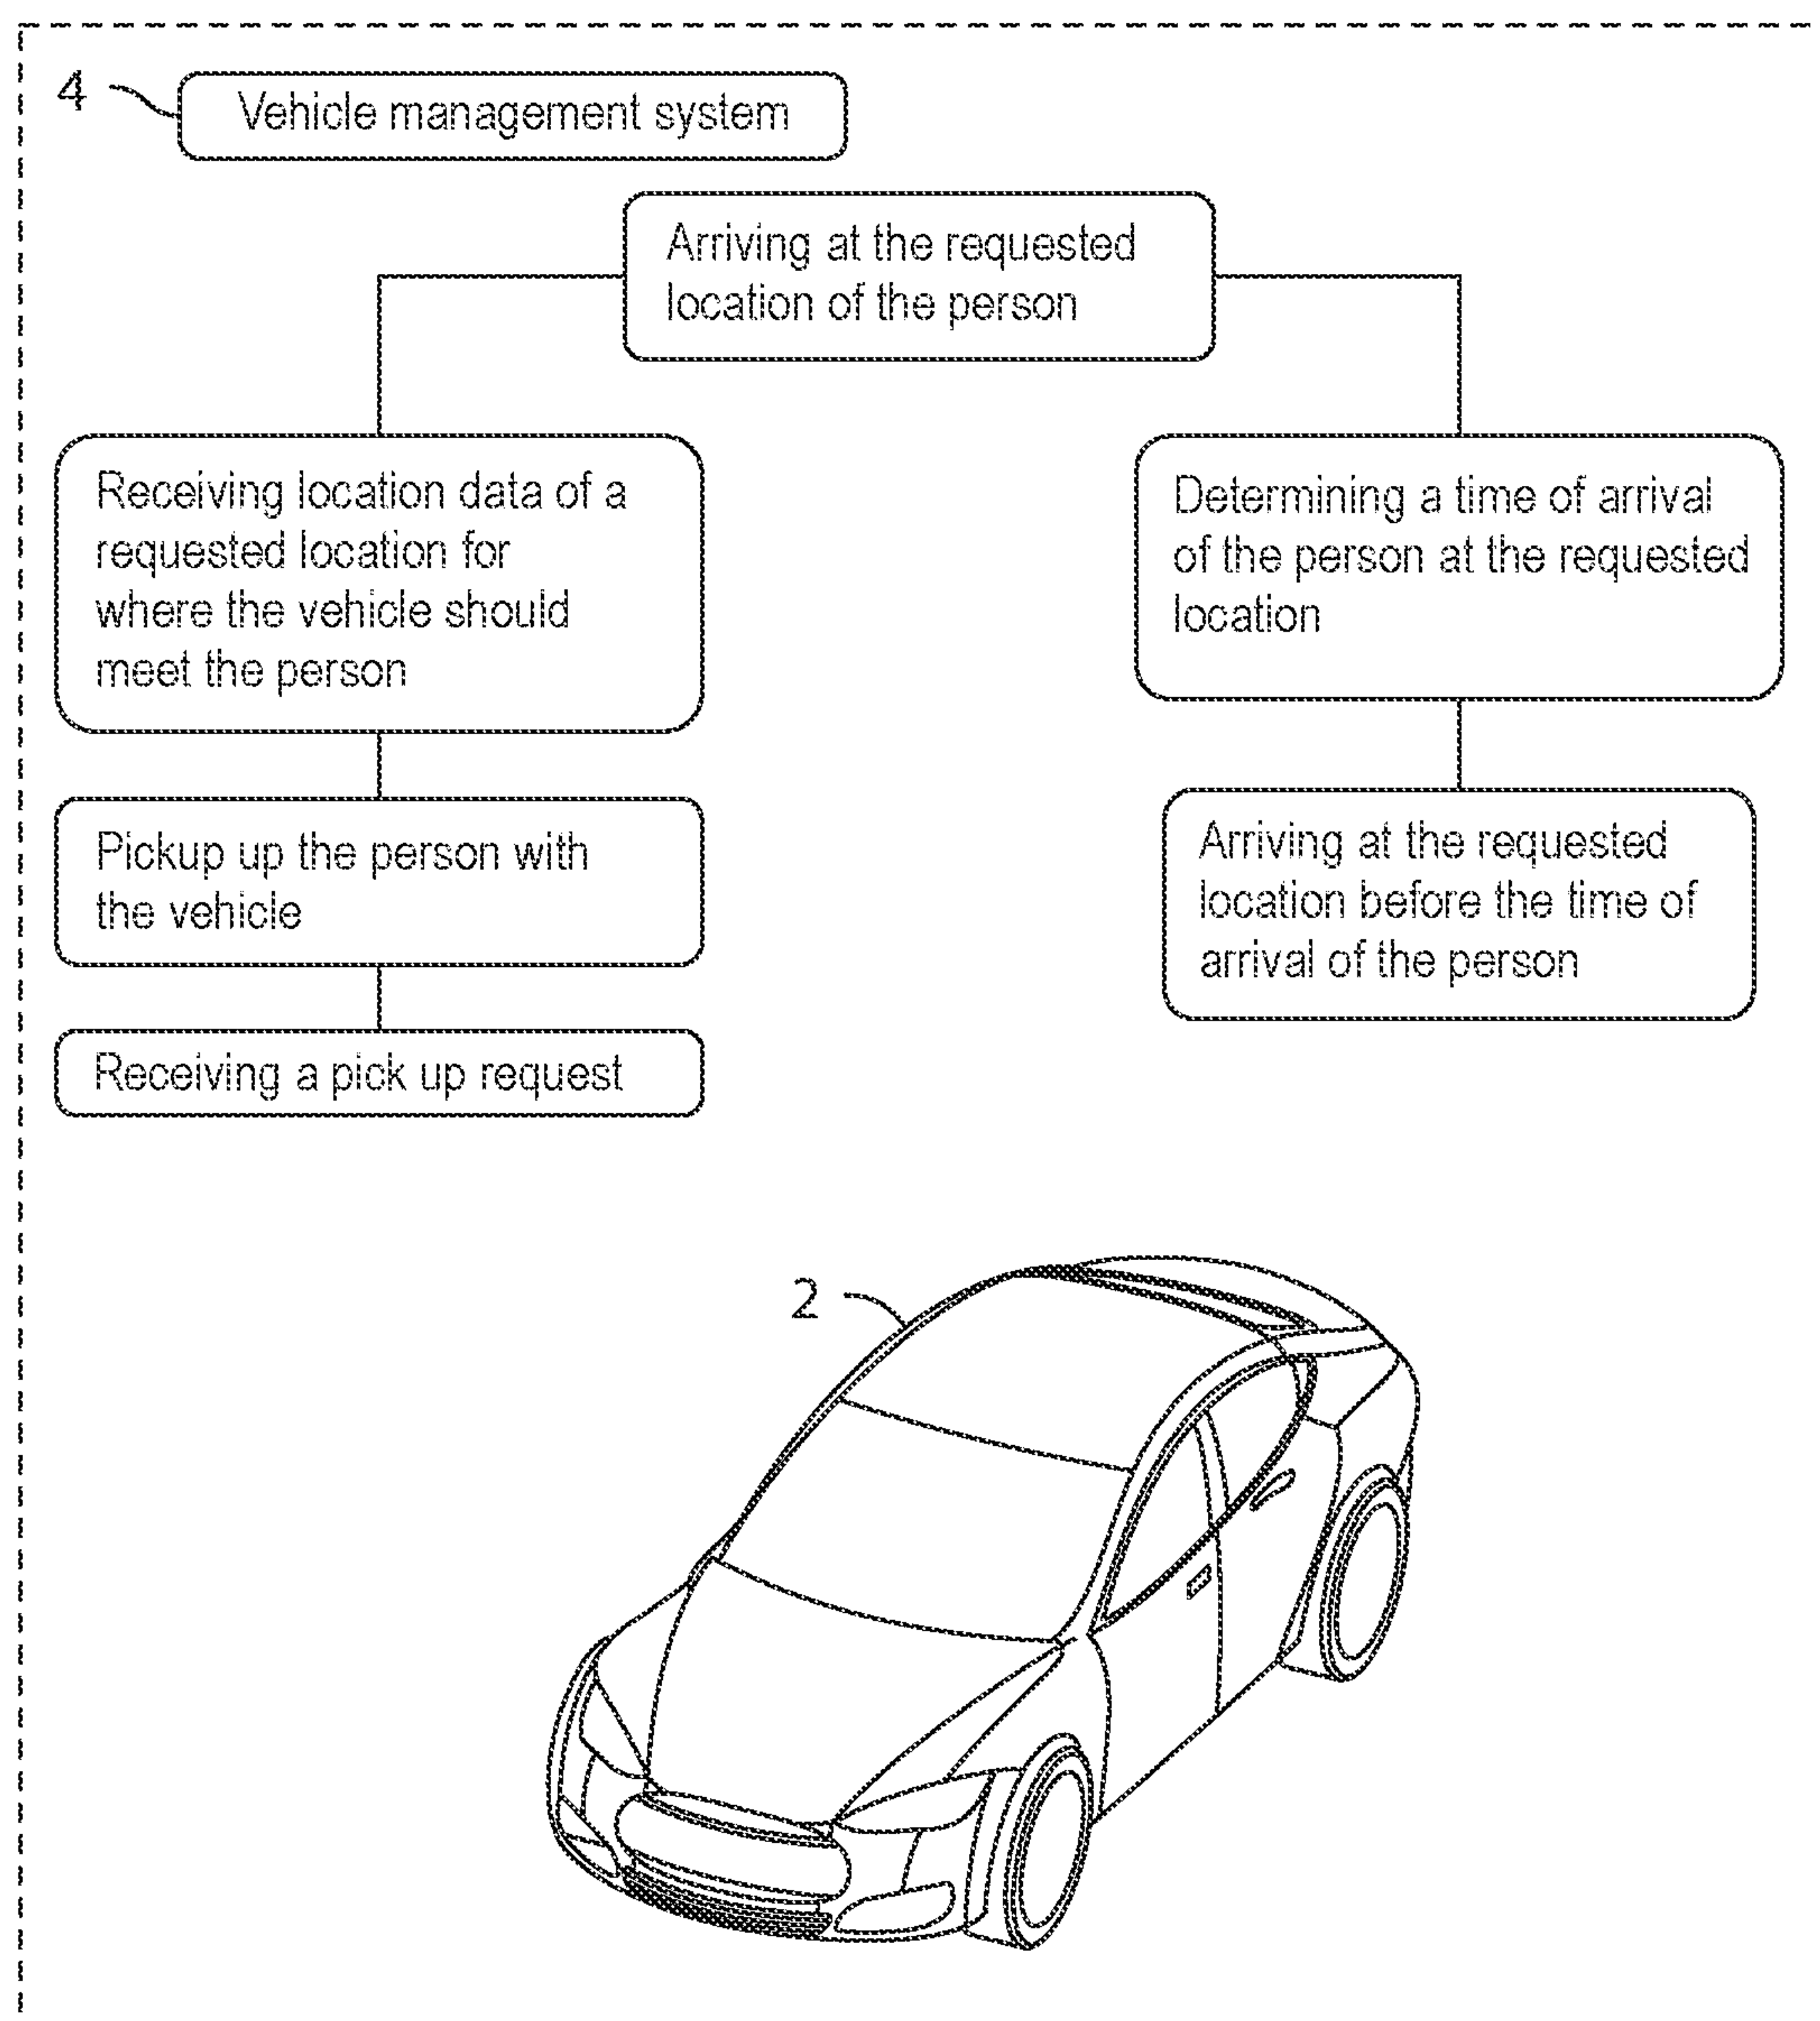 4
Vehicle management system
Arriving at the requested
location of the person
Receiving location data of a
requested location for
where the vehicle should
meet the person
Determining a time of arrival
of the person at the requested
location
Pickup up the person with
the vehicle
Arriving at the requested
location before the time of
arrival of the person
Receiving a pick up request
2